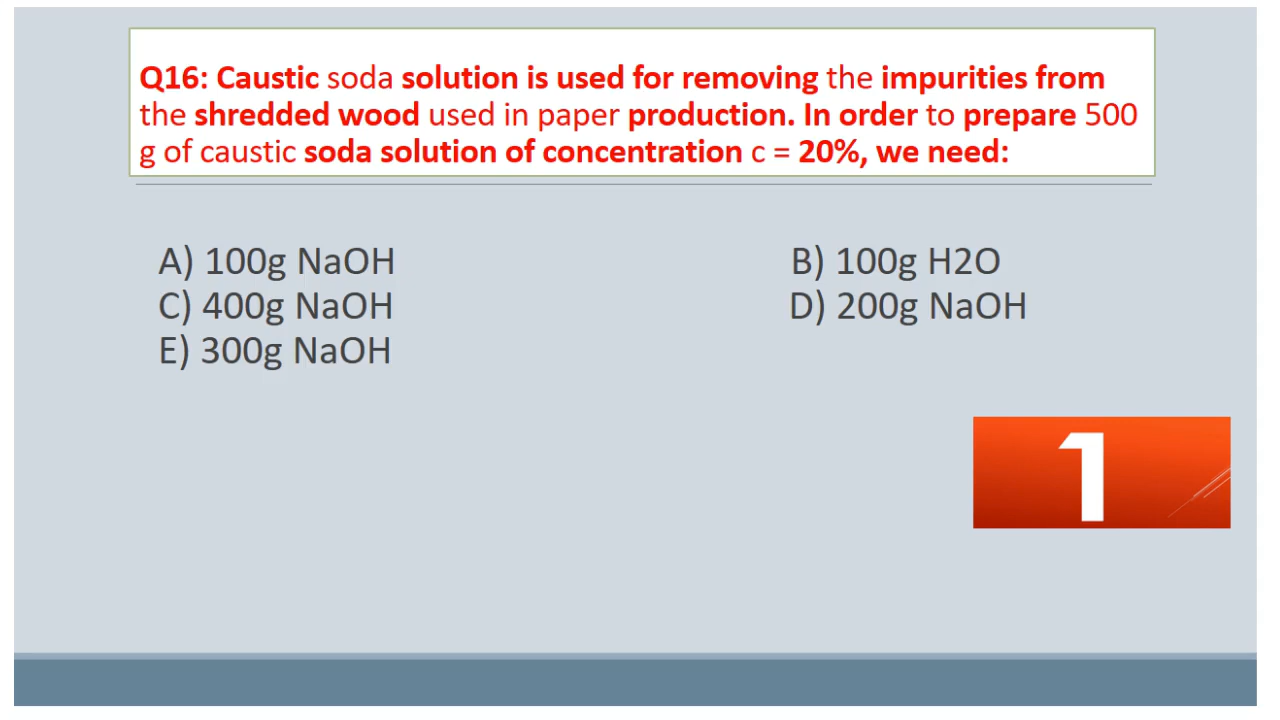 Q16: Caustic soda solution is used for removing the impurities from
the shredded wood used in paper production. In order to prepare 500
g of caustic soda solution of concentration c = 20%, we need:
A) 100g NaOH B) 100g H2O
C) 400g NaOH D) 200g NaOH
E) 300g NaOH
1